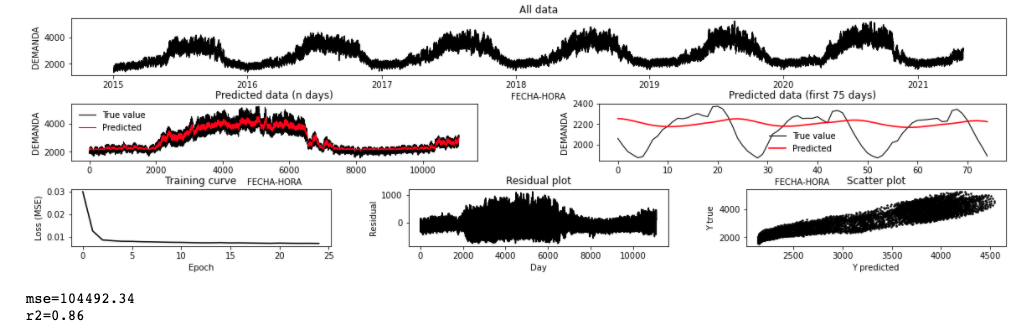 All data
DEMANDA
4000
2000
2015 2016 2017 2018 2019 2020 2021
FECHA-HORA
Predicted data (n days)
DEMANDA
4000
2000
True value
Predicted
0 2000 4000 6000 8000 10000
FECHA-HORA
Predicted data (first 75 days)
DEMANDA
2400
2200
2000
True value
Predicted
0 10 20 30 40 50 60 70
FECHA-HORA
Training curve
Loss (MSE)
0.03
0.02
0.01
0 5 10 15 20 25
Epoch
Residual plot
Residual
1000
0
0 2000 4000 6000 8000 10000
Day
Scatter plot
Y true
4000
2000
2500 3000 3500 4000 4500
Y predicted
mse=104492.34
r2=0.86